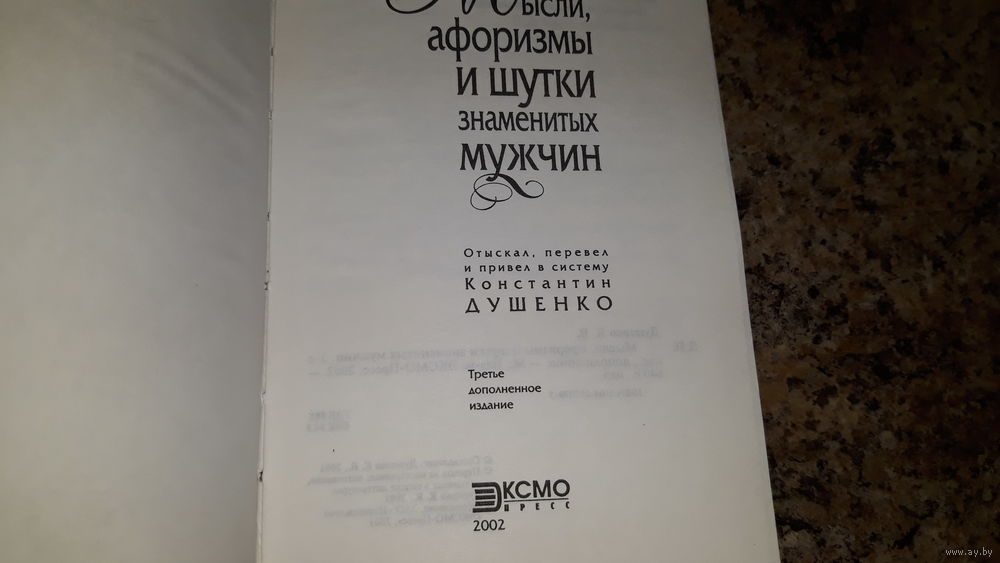 Мысли,
афоризмы
и шутки
знаменитых
мужчин
Отыскал, перевел
и привел в систему
Константин
ДУШЕНКО
Третье
дополненное
издание
ЭКСМО
ПРЕСС
2002
www.ay.by